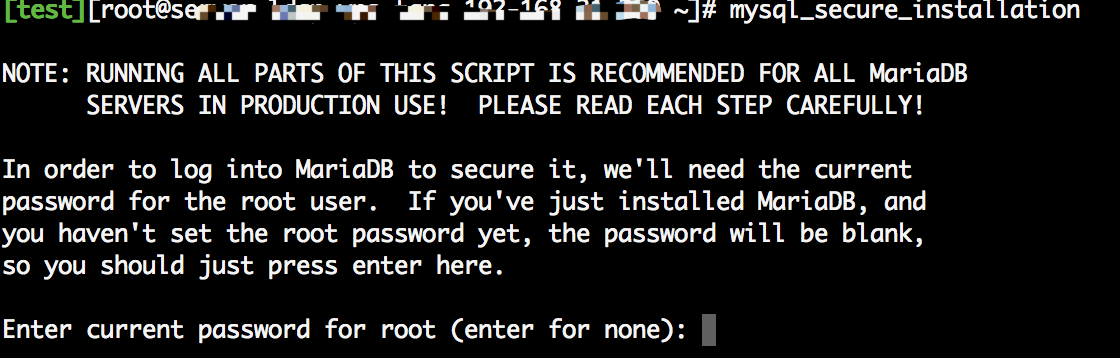 [test][root@se ~]# mysql_secure_installation
NOTE: RUNNING ALL PARTS OF THIS SCRIPT IS RECOMMENDED FOR ALL MariaDB
SERVERS IN PRODUCTION USE!  PLEASE READ EACH STEP CAREFULLY!
In order to log into MariaDB to secure it, we'll need the current
password for the root user.  If you've just installed MariaDB, and
you haven't set the root password yet, the password will be blank,
so you should just press enter here.
Enter current password for root (enter for none):